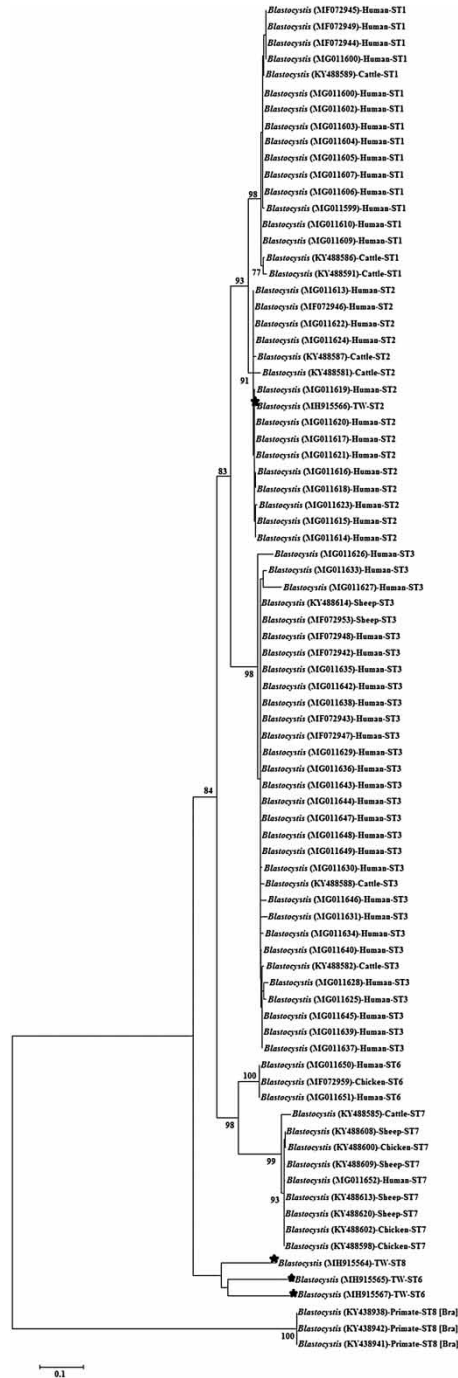 Blastocystis (MF072945)-Human-ST1
Blastocystis (MF072949)-Human-ST1
Blastocystis (MF072944)-Human-ST1
Blastocystis (MG011600)-Human-ST1
Blastocystis (KY488589)-Cattle-ST1
Blastocystis (MG011600)-Human-ST1
Blastocystis (MG011602)-Human-ST1
Blastocystis (MG011603)-Human-ST1
Blastocystis (MG011604)-Human-ST1
Blastocystis (MG011605)-Human-ST1
Blastocystis (MG011607)-Human-ST1
Blastocystis (MG011606)-Human-ST1
98
Blastocystis (MG011599)-Human-ST1
Blastocystis (MG011610)-Human-ST1
Blastocystis (MG011609)-Human-ST1
Blastocystis (KY488586)-Cattle-ST1
77
Blastocystis (KY488591)-Cattle-ST1
93
Blastocystis (MG011613)-Human-ST2
Blastocystis (MF072946)-Human-ST2
Blastocystis (MG011622)-Human-ST2
Blastocystis (MG011624)-Human-ST2
Blastocystis (KY488587)-Cattle-ST2
Blastocystis (KY488581)-Cattle-ST2
91
Blastocystis (MG011619)-Human-ST2
Blastocystis (MH915566)-TW-ST2
Blastocystis (MG011620)-Human-ST2
Blastocystis (MG011617)-Human-ST2
Blastocystis (MG011621)-Human-ST2
83
Blastocystis (MG011616)-Human-ST2
Blastocystis (MG011618)-Human-ST2
Blastocystis (MG011623)-Human-ST2
Blastocystis (MG011615)-Human-ST2
Blastocystis (MG011614)-Human-ST2
Blastocystis (MG011626)-Human-ST3
Blastocystis (MG011633)-Human-ST3
Blastocystis (MG011627)-Human-ST3
Blastocystis (KY488614)-Sheep-ST3
Blastocystis (MF072953)-Sheep-ST3
Blastocystis (MF072948)-Human-ST3
Blastocystis (MF072942)-Human-ST3
98
Blastocystis (MG011635)-Human-ST3
Blastocystis (MG011642)-Human-ST3
Blastocystis (MG011638)-Human-ST3
Blastocystis (MF072943)-Human-ST3
Blastocystis (MF072947)-Human-ST3
Blastocystis (MG011629)-Human-ST3
Blastocystis (MG011636)-Human-ST3
Blastocystis (MG011643)-Human-ST3
84
Blastocystis (MG011644)-Human-ST3
Blastocystis (MG011647)-Human-ST3
Blastocystis (MG011648)-Human-ST3
Blastocystis (MG011649)-Human-ST3
Blastocystis (MG011630)-Human-ST3
Blastocystis (KY488588)-Cattle-ST3
Blastocystis (MG011646)-Human-ST3
Blastocystis (MG011631)-Human-ST3
Blastocystis (MG011634)-Human-ST3
Blastocystis (MG011640)-Human-ST3
Blastocystis (KY488582)-Cattle-ST3
Blastocystis (MG011628)-Human-ST3
Blastocystis (MG011625)-Human-ST3
Blastocystis (MG011645)-Human-ST3
Blastocystis (MG011639)-Human-ST3
Blastocystis (MG011637)-Human-ST3
Blastocystis (MG011650)-Human-ST6
100
Blastocystis (MF072959)-Chicken-ST6
Blastocystis (MG011651)-Human-ST6
98
Blastocystis (KY488585)-Cattle-ST7
Blastocystis (KY488608)-Sheep-ST7
Blastocystis (KY488600)-Chicken-ST7
99
Blastocystis (KY488609)-Sheep-ST7
Blastocystis (MG011652)-Human-ST7
93
Blastocystis (KY488613)-Sheep-ST7
Blastocystis (KY488620)-Sheep-ST7
Blastocystis (KY488602)-Chicken-ST7
Blastocystis (KY488598)-Chicken-ST7
Blastocystis (MH915564)-TW-ST8
Blastocystis (MH915565)-TW-ST6
Blastocystis (MH915567)-TW-ST6
Blastocystis (KY438938)-Primate-ST8 [Bra]
Blastocystis (KY438942)-Primate-ST8 [Bra]
100
Blastocystis (KY438941)-Primate-ST8 [Bra]
0.1